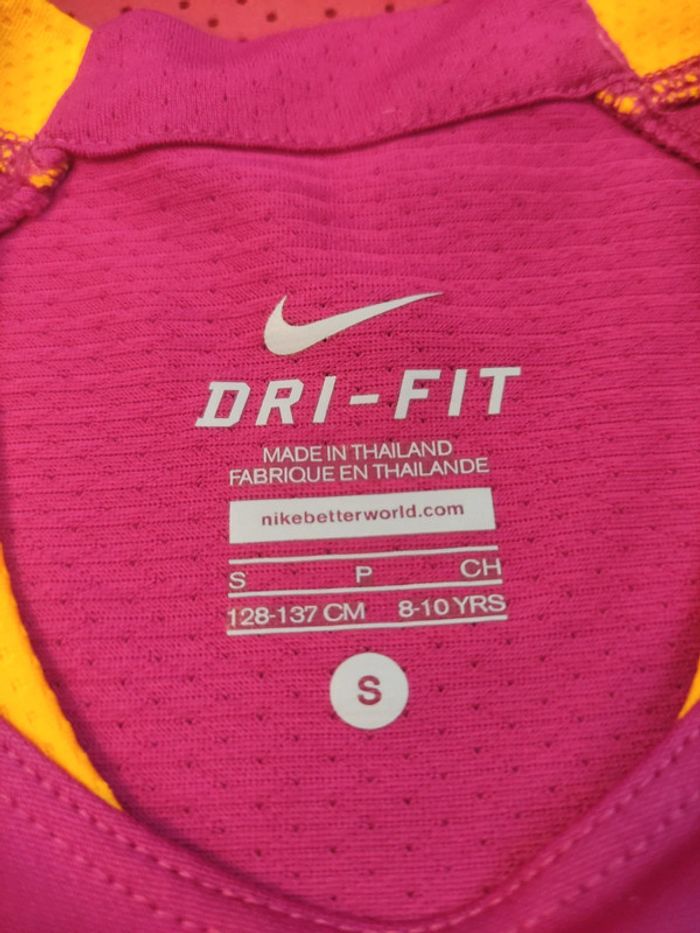 DRI-FIT
MADE IN THAILAND
FABRIQUE EN THAILANDE
nikebetterworld.com
S P CH
128-137 CM 8-10 YRS
S